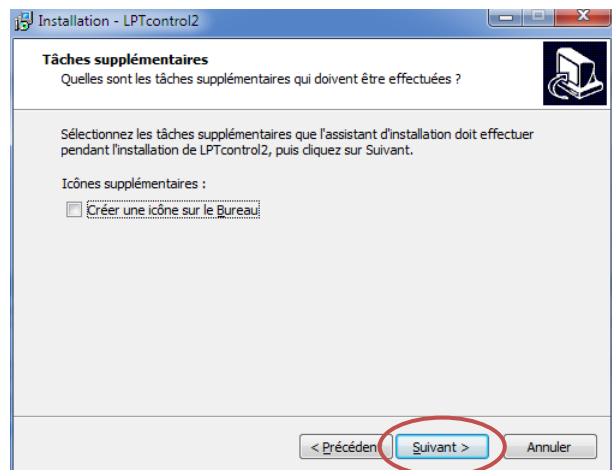 Installation - LPTcontrol2
Tâches supplémentaires
Quelles sont les tâches supplémentaires qui doivent être effectuées ?
Sélectionnez les tâches supplémentaires que l'assistant d'installation doit effectuer
pendant l'installation de LPTcontrol2, puis cliquez sur Suivant.
Icônes supplémentaires :
Créer une icône sur le Bureau
< Précédent
Suivant >
Annuler